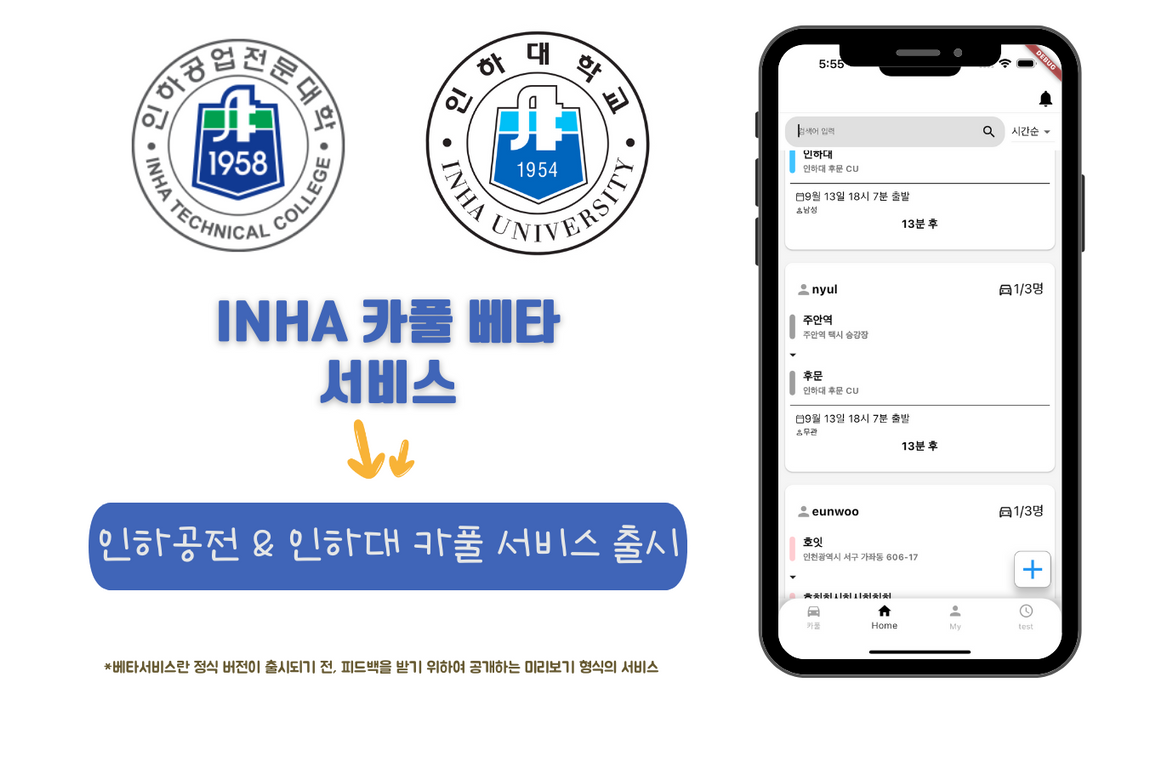 인하공업전문대학
1958
INHA TECHNICAL COLLEGE
인하대학교
1954
INHA UNIVERSITY
INHA 카풀 베타
서비스
인하공전 & 인하대 카풀 서비스 출시
*베타서비스란 정식 버전이 출시되기 전, 피드백을 받기 위하여 공개하는 미리보기 형식의 서비스
5:55
DEBUG
검색어 입력
시간순
인하대
인하대 후문 CU
9월 13일 18시 7분 출발
남성
13분 후
nyul
1/3명
주안역
주안역 택시 승강장
후문
인하대 후문 CU
9월 13일 18시 7분 출발
무관
13분 후
eunwoo
1/3명
호잇
인천광역시 서구 가좌동 606-17
카풀
Home
My
test